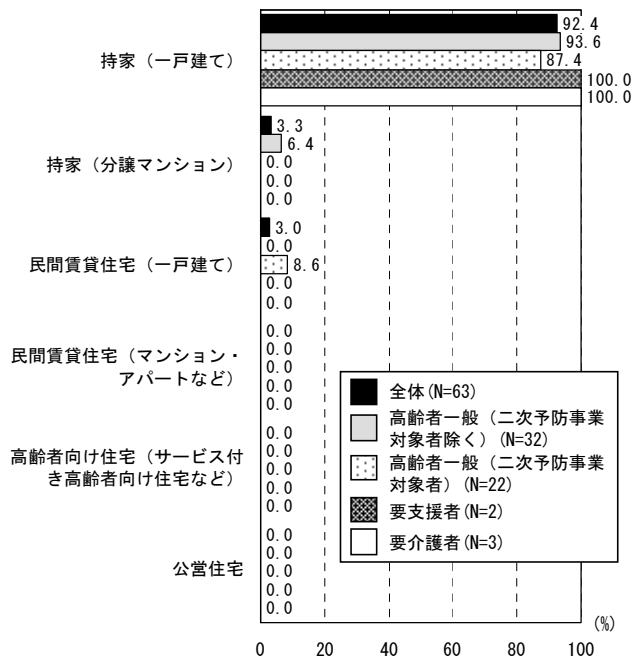 持家（一戸建て）
92.4
93.6
87.4
100.0
100.0
持家（分譲マンション）
3.3
6.4
0.0
0.0
0.0
民間賃貸住宅（一戸建て）
3.0
0.0
8.6
0.0
0.0
民間賃貸住宅（マンション・
アパートなど）
0.0
0.0
0.0
0.0
0.0
高齢者向け住宅（サービス付
き高齢者向け住宅など）
0.0
0.0
0.0
0.0
0.0
公営住宅
0.0
0.0
0.0
0.0
0.0
全体(N=63)
高齢者一般（二次予防事業
対象者除く）(N=32)
高齢者一般（二次予防事業
対象者）(N=22)
要支援者(N=2)
要介護者(N=3)
(%)
0 20 40 60 80 100